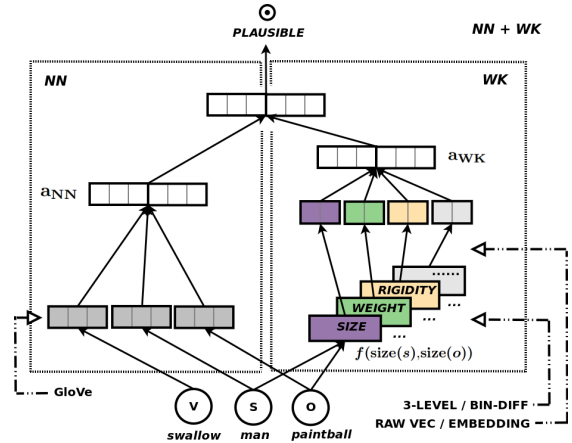 PLAUSIBLE
NN + WK
NN
WK
a_WK
a_NN
......
RIGIDITY
WEIGHT
...
SIZE
...
f(size(s),size(o))
GloVe
V
S
O
3-LEVEL / BIN-DIFF
RAW VEC / EMBEDDING
swallow
man
paintball